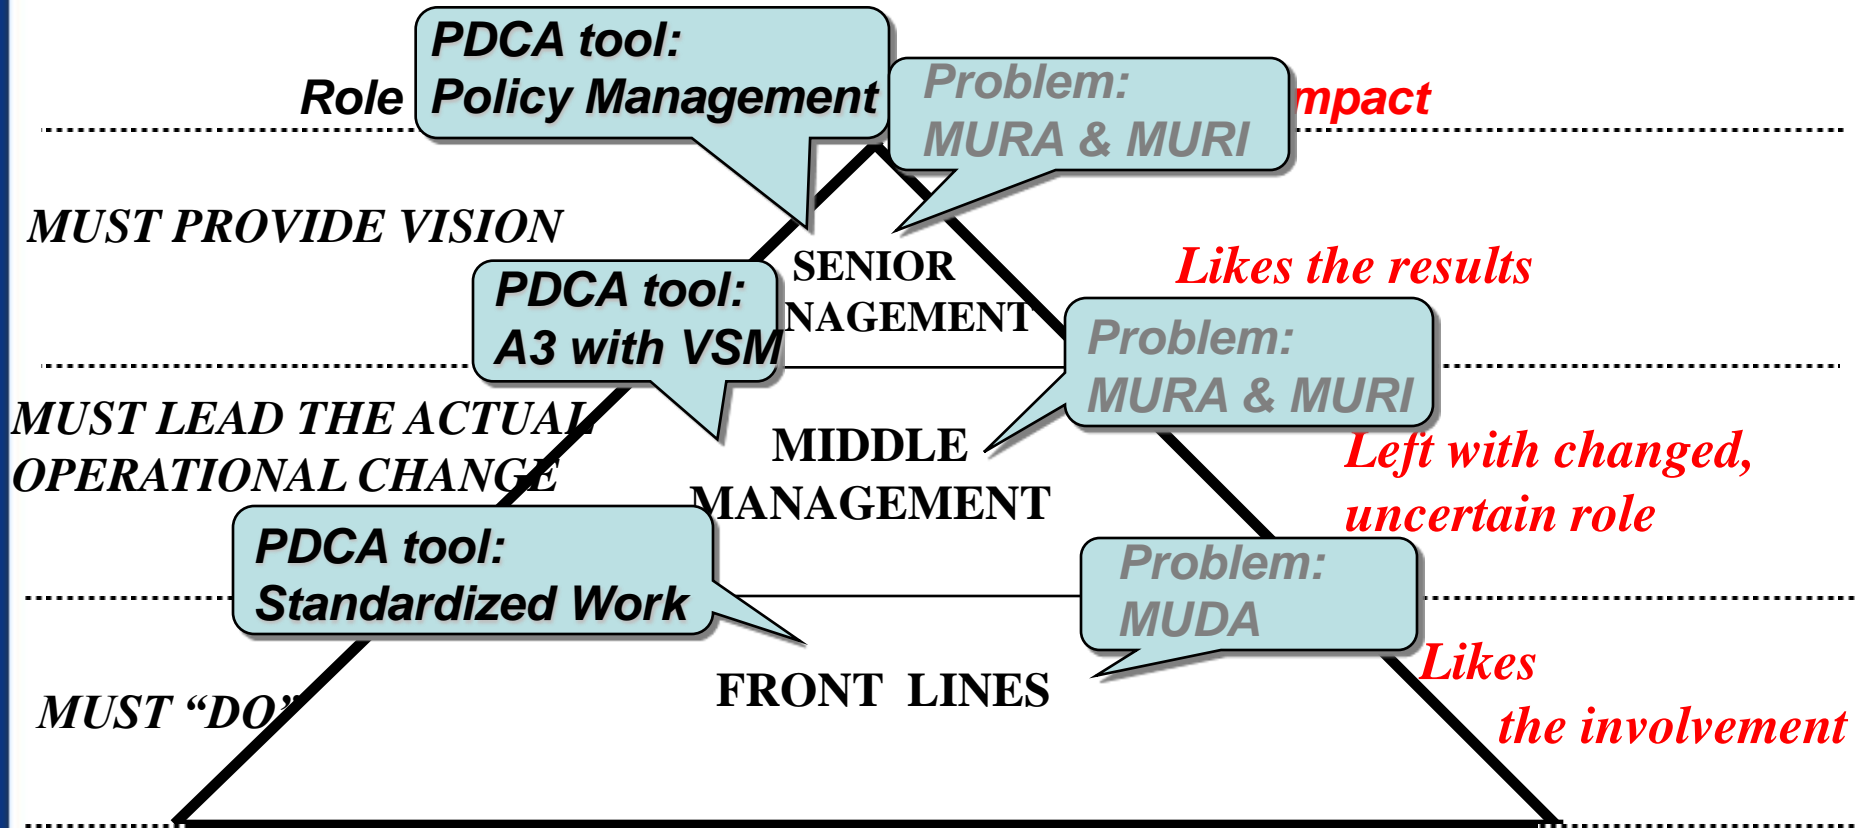 PDCA tool:
Policy Management
Problem:
MURA & MURI
Role
mpact
MUST PROVIDE VISION
SENIOR
NAGEMENT
Likes the results
PDCA tool:
A3 with VSM
Problem:
MURA & MURI
MUST LEAD THE ACTUAL
OPERATIONAL CHANGE
MIDDLE
MANAGEMENT
Left with changed,
uncertain role
PDCA tool:
Standardized Work
Problem:
MUDA
MUST “DO”
FRONT LINES
Likes
the involvement